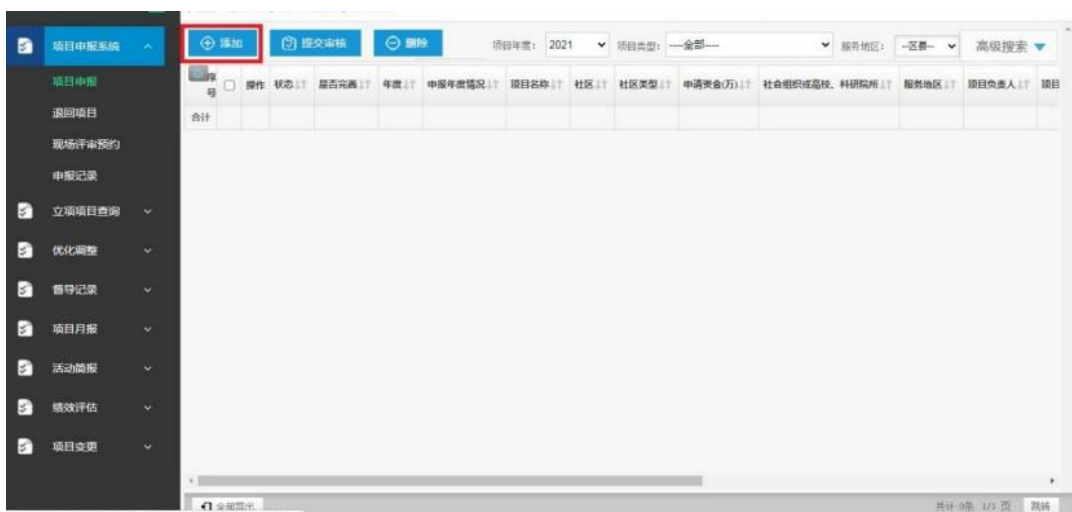 项目申报系统
项目申报
退回项目
现场评审预约
申报记录
立项项目查询
优化调整
督导记录
项目月报
活动简报
绩效评估
项目变更
添加 提交审核 删除 项目年度： 2021 项目类型： ----全部---- 服务地区： --区县-- 高级搜索
序号 操作 状态 是否完善 年度 申报年度情况 项目名称 社区 社区类型 申请资金(万) 社会组织或高校、科研院所 服务地区 项目负责人 项目
合计
全部导出 共计:0条 1/1 页 跳转